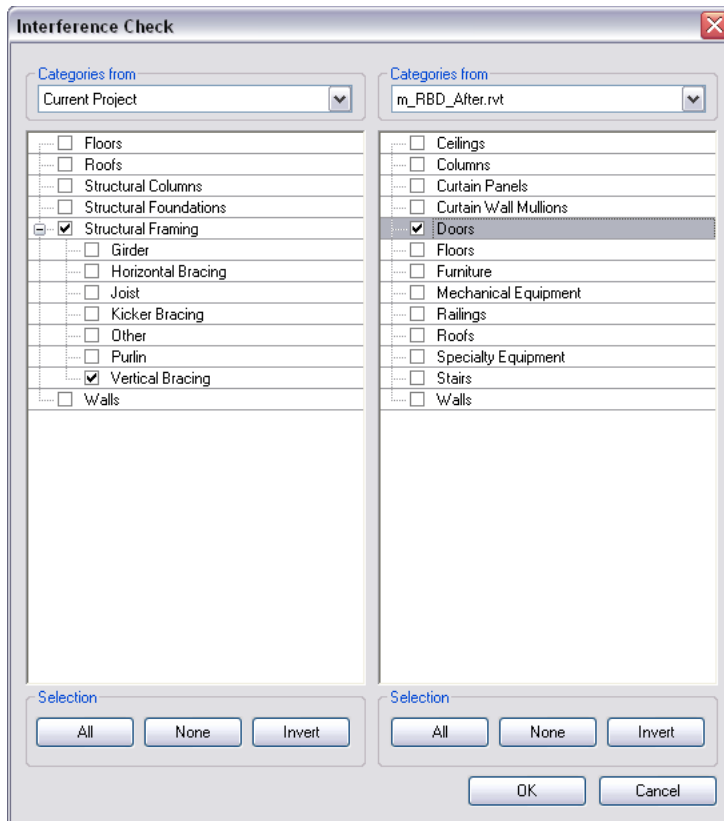 Interference Check
Categories from
Current Project
Floors
Roofs
Structural Columns
Structural Foundations
Structural Framing
Girder
Horizontal Bracing
Joist
Kicker Bracing
Other
Purlin
Vertical Bracing
Walls
Selection
All None Invert
Categories from
m_RBD_After.rvt
Ceilings
Columns
Curtain Panels
Curtain Wall Mullions
Doors
Floors
Furniture
Mechanical Equipment
Railings
Roofs
Specialty Equipment
Stairs
Walls
Selection
All None Invert
OK Cancel